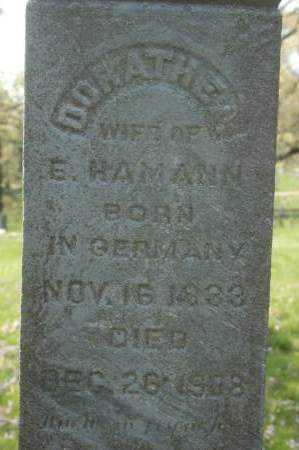 DORATHEA
WIFE OF
E. HAMANN
BORN
IN GERMANY
NOV. 16 1833
DIED
DEC. 26 1908